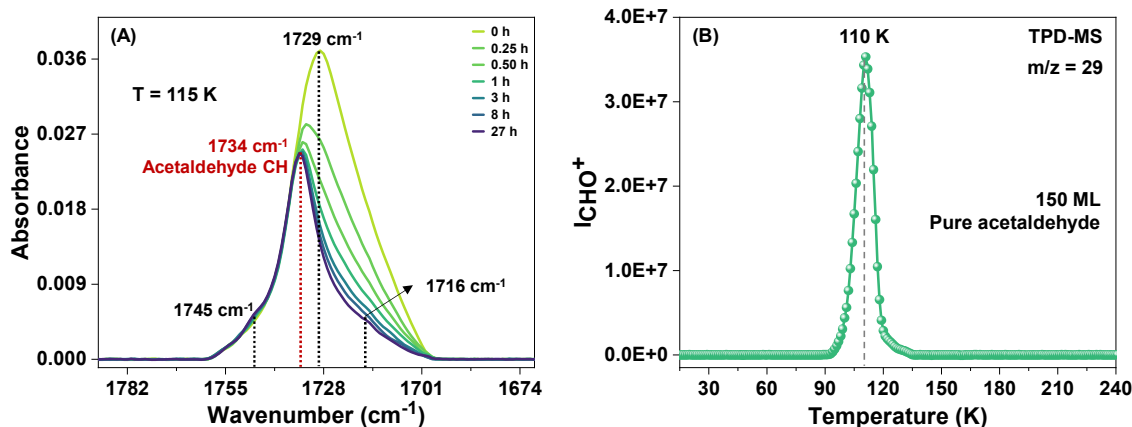 (A)
1729 cm⁻¹
0 h
0.25 h
0.50 h
1 h
3 h
8 h
27 h
T = 115 K
1734 cm⁻¹
Acetaldehyde CH
1745 cm⁻¹
1716 cm⁻¹
Absorbance
0.036
0.027
0.018
0.009
0.000
1782
1755
1728
1701
1674
Wavenumber (cm⁻¹)
(B)
110 K
TPD-MS
m/z = 29
150 ML
Pure acetaldehyde
I_CHO⁺
4.0E+7
3.0E+7
2.0E+7
1.0E+7
0.0E+0
30
60
90
120
150
180
210
240
Temperature (K)